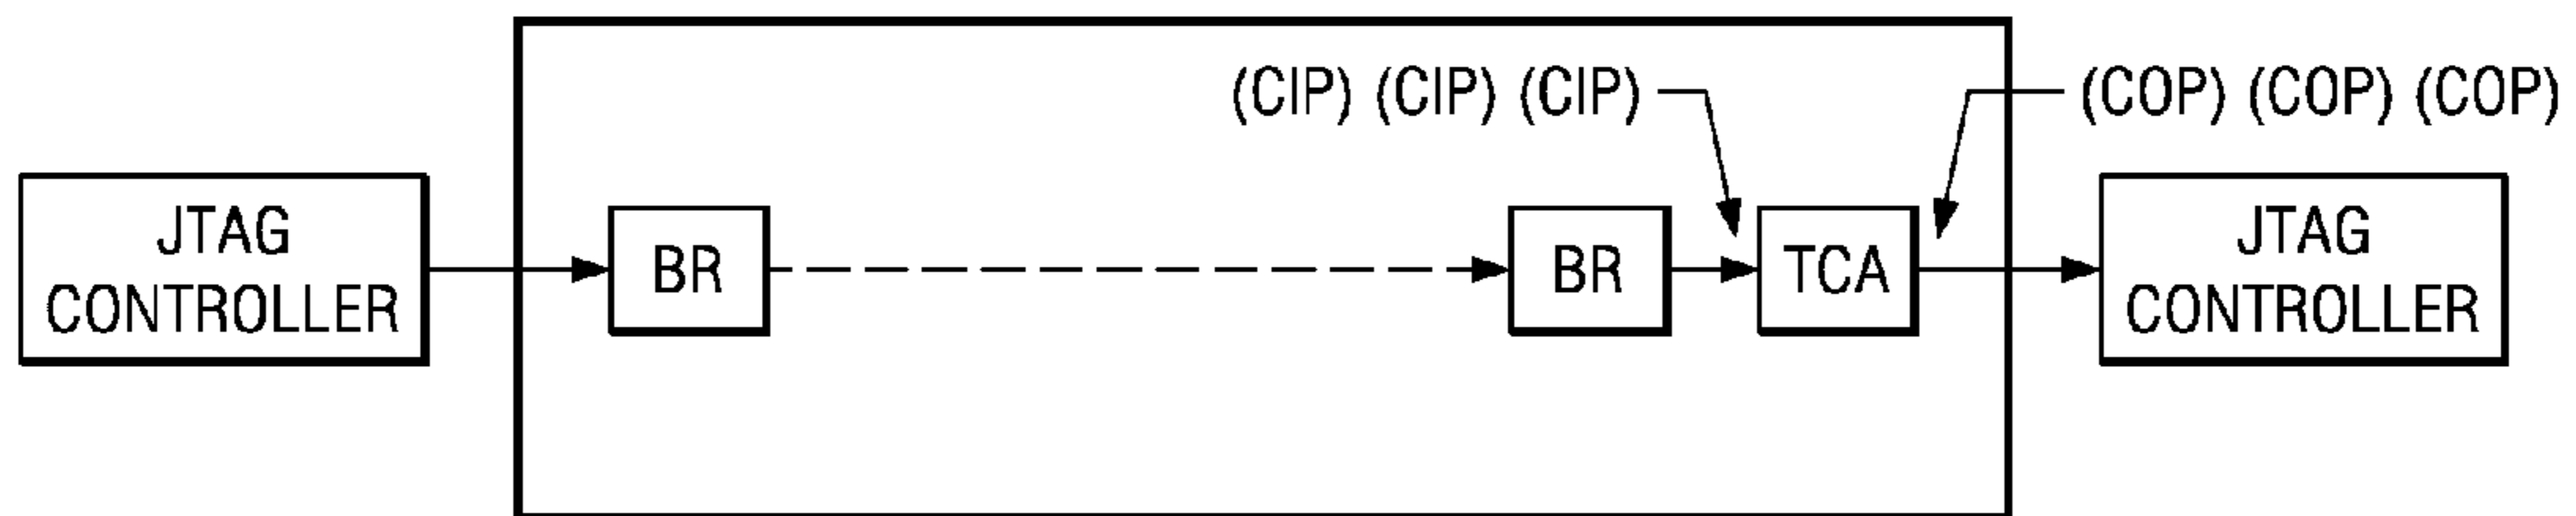 (CIP) (CIP) (CIP)
(COP) (COP) (COP)
JTAG
CONTROLLER
BR
BR
TCA
JTAG
CONTROLLER